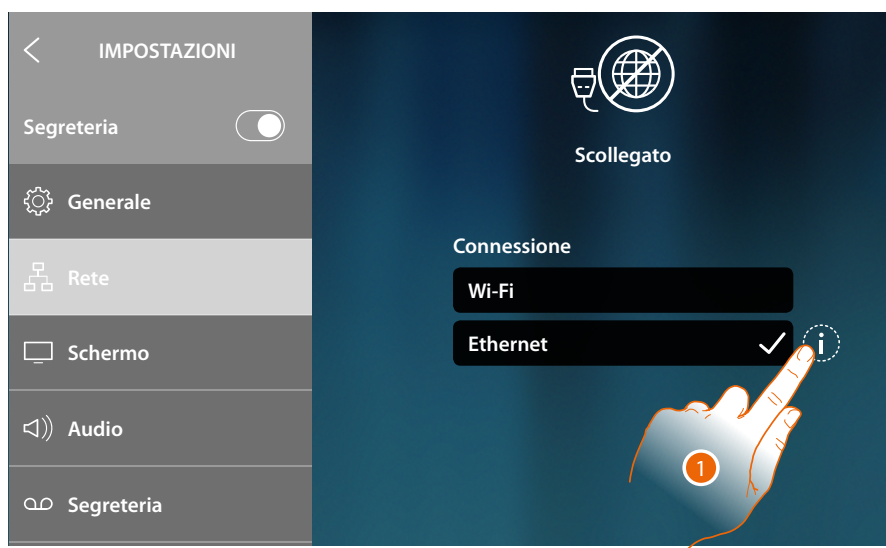 IMPOSTAZIONI
Segreteria
Generale
Rete
Schermo
Audio
Segreteria
Scollegato
Connessione
Wi-Fi
Ethernet
i
1